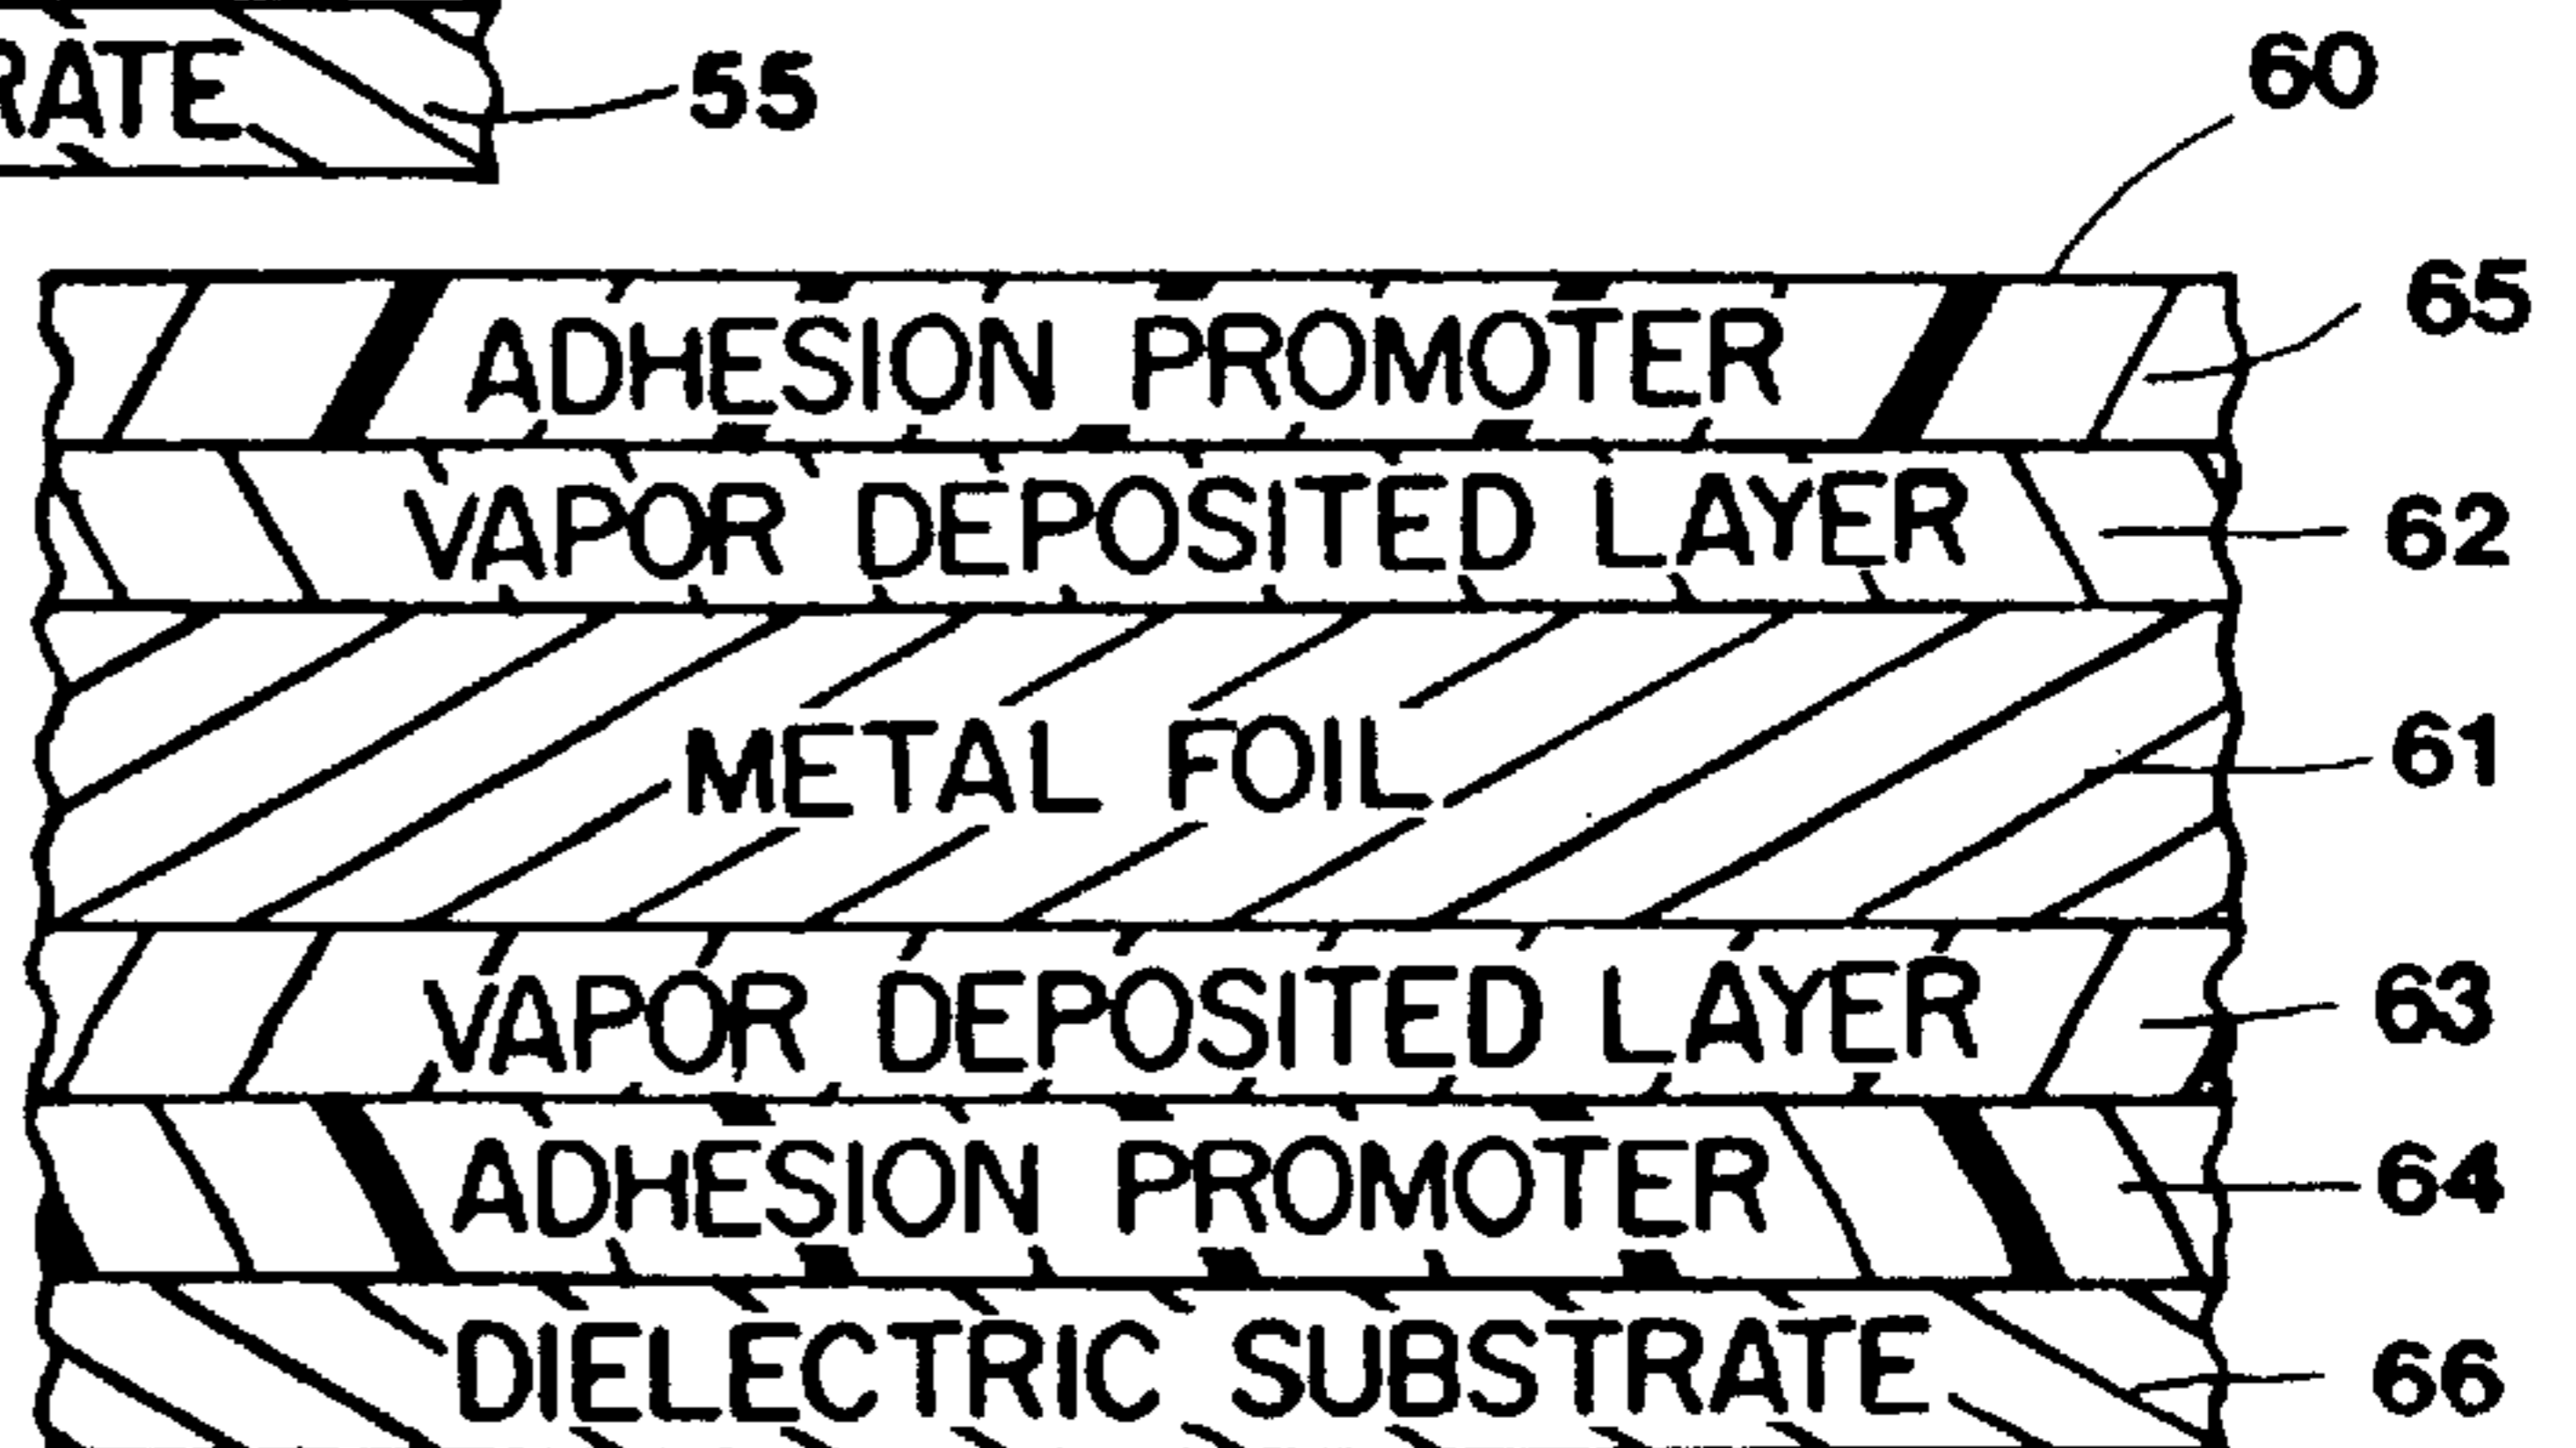 55
60
ADHESION PROMOTER 65
VAPOR DEPOSITED LAYER 62
METAL FOIL 61
VAPOR DEPOSITED LAYER 63
ADHESION PROMOTER 64
DIELECTRIC SUBSTRATE 66